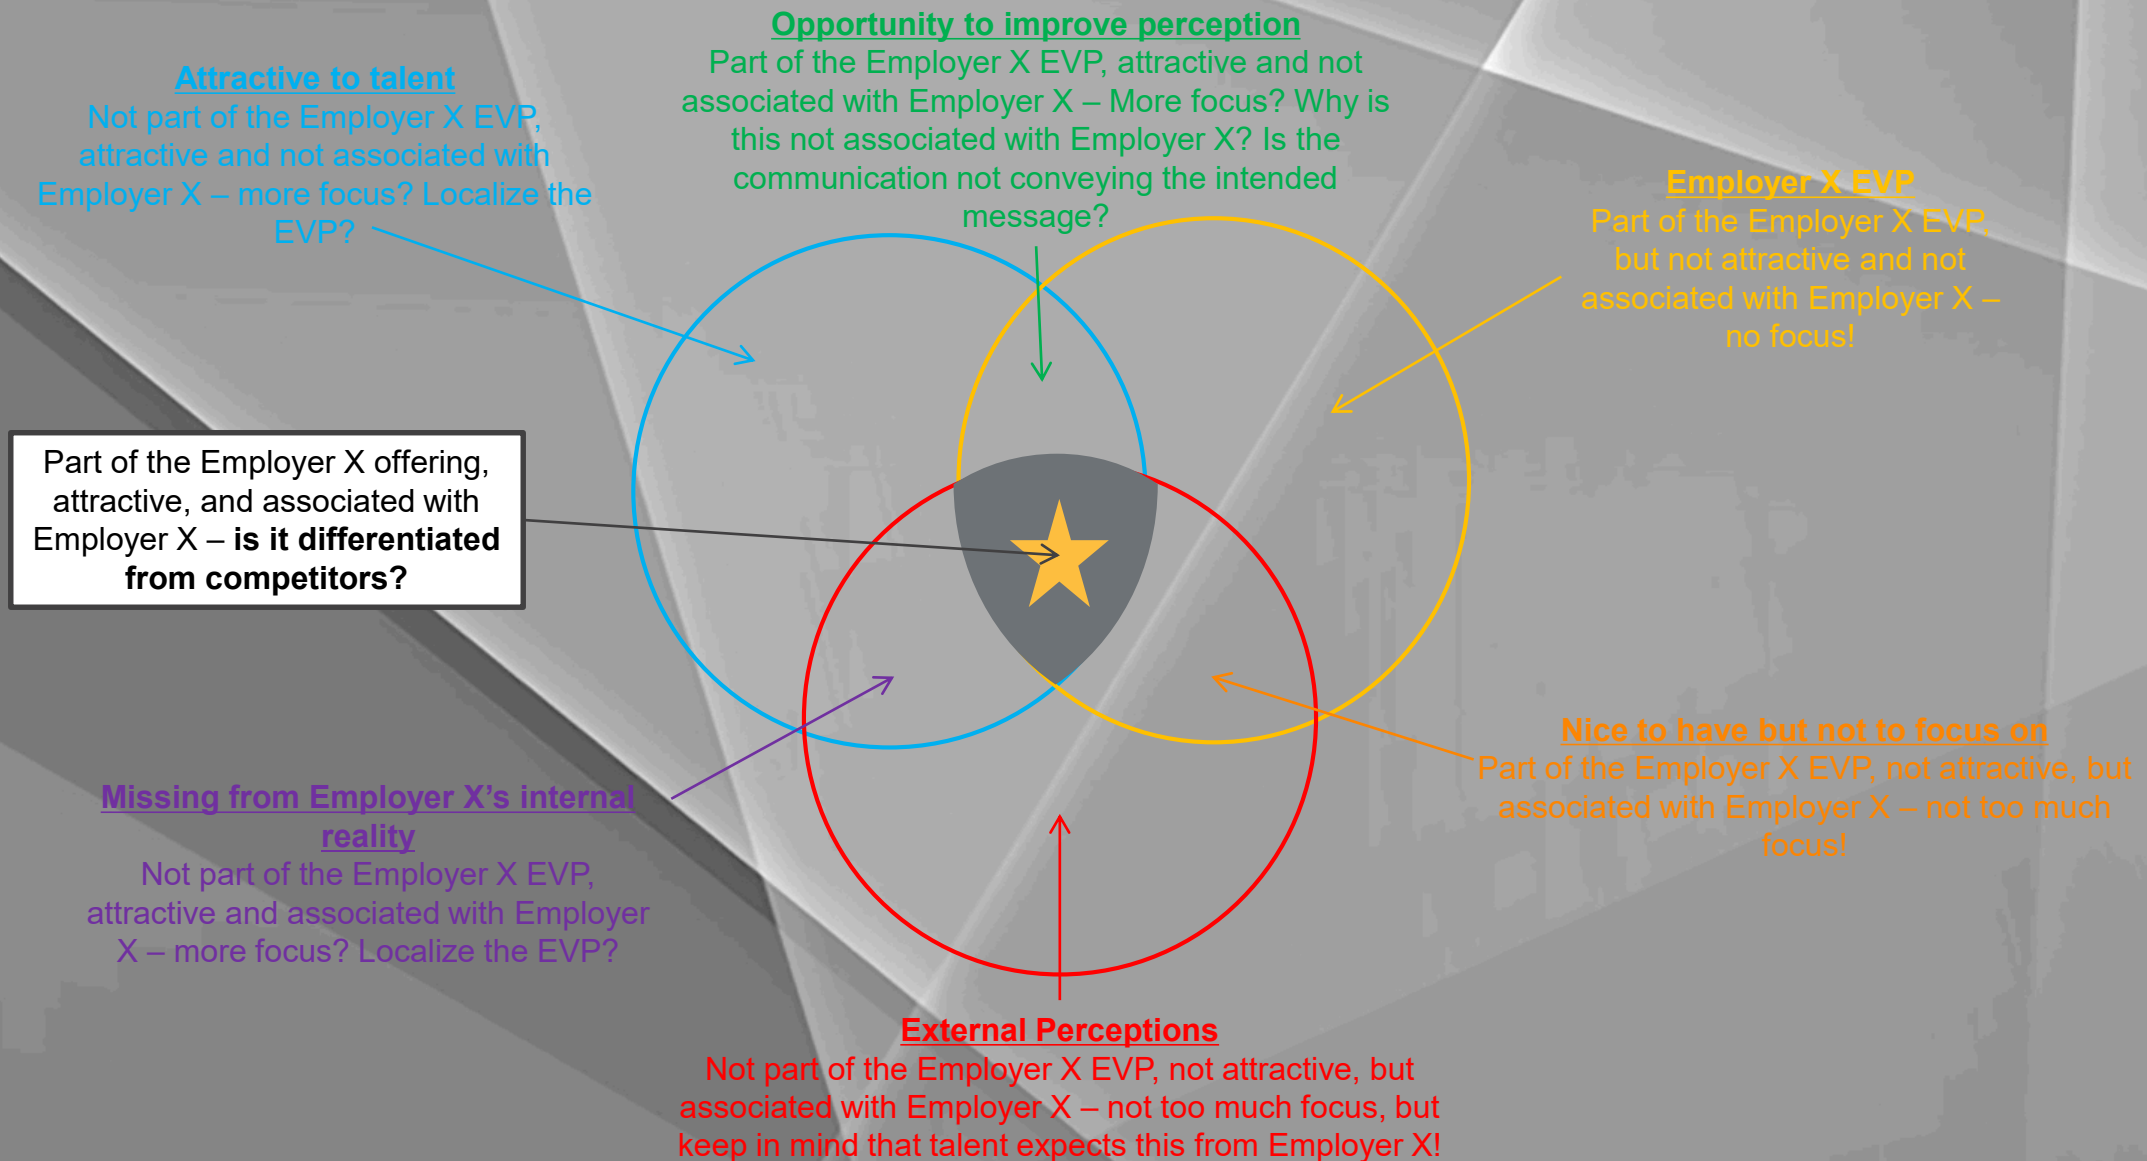 Opportunity to improve perception
Part of the Employer X EVP, attractive and not
associated with Employer X – More focus? Why is
this not associated with Employer X? Is the
communication not conveying the intended
message?
Attractive to talent
Not part of the Employer X EVP,
attractive and not associated with
Employer X – more focus? Localize the
EVP?
Employer X EVP
Part of the Employer X EVP,
but not attractive and not
associated with Employer X –
no focus!
Part of the Employer X offering,
attractive, and associated with
Employer X – is it differentiated
from competitors?
Nice to have but not to focus on
Part of the Employer X EVP, not attractive, but
associated with Employer X – not too much
focus!
Missing from Employer X’s internal
reality
Not part of the Employer X EVP,
attractive and associated with Employer
X – more focus? Localize the EVP?
External Perceptions
Not part of the Employer X EVP, not attractive, but
associated with Employer X – not too much focus, but
keep in mind that talent expects this from Employer X!